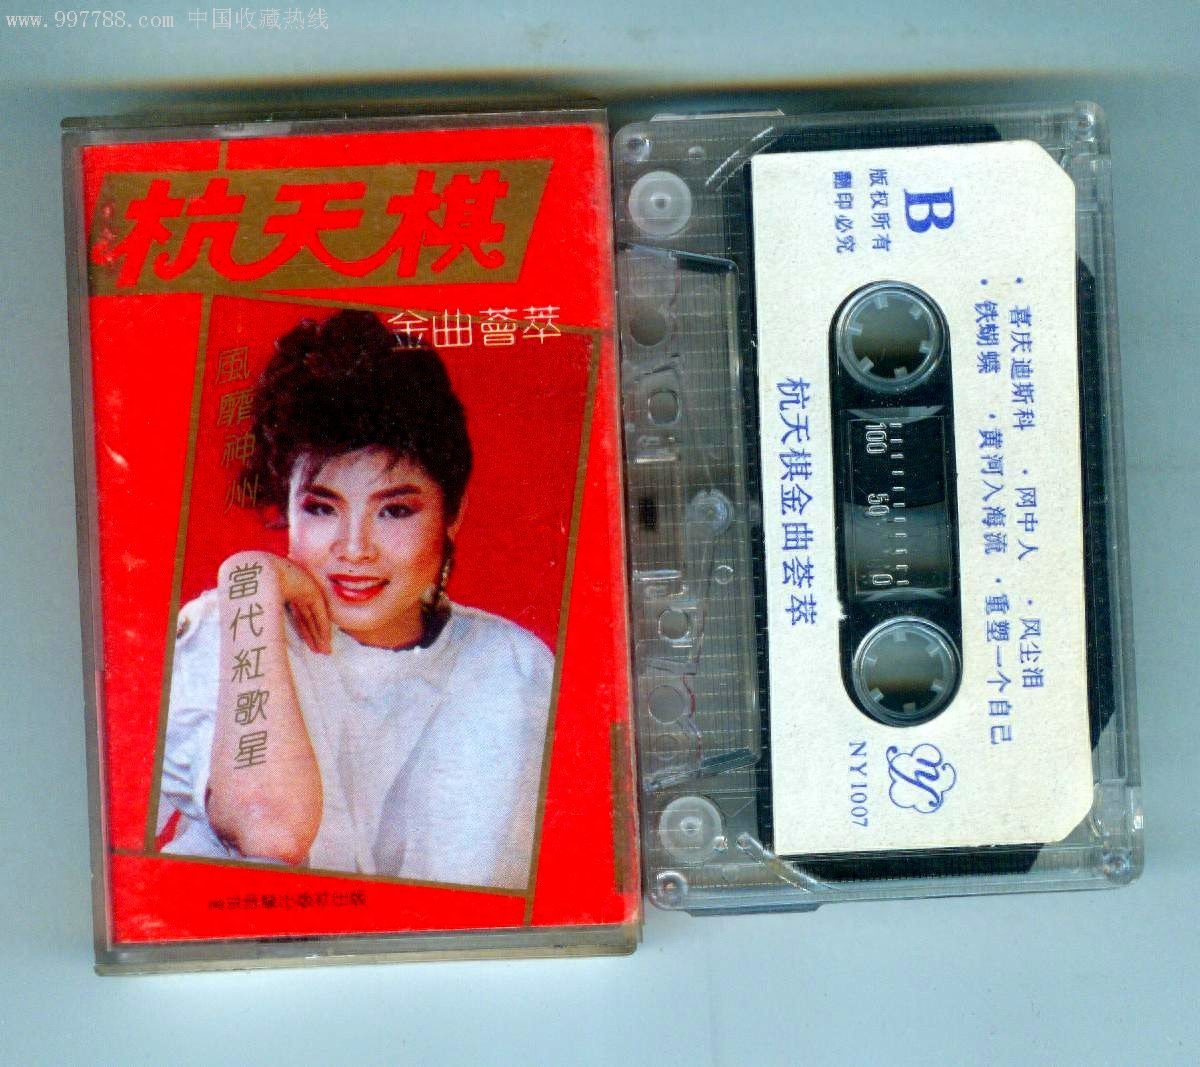 www.997788.com 中国收藏热线
杭天棋
金曲薈萃
風靡神州
當代紅歌星
B
版权所有
翻印必究
·喜庆迪斯科 ·网中人 ·风尘泪
·铁蝴蝶 ·黄河入海流 ·重塑一个自己
100 50 0
杭天棋金曲荟萃
NY1007